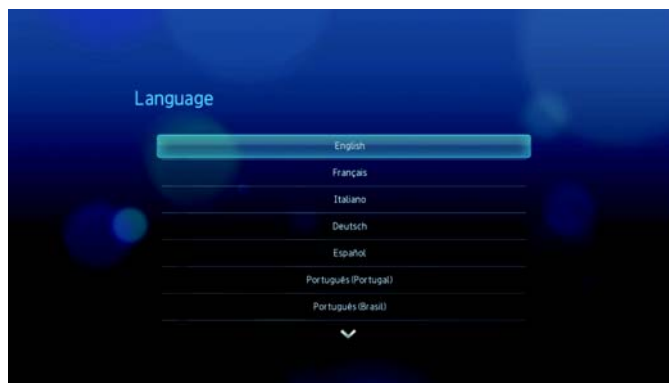 Language
English
Français
Italiano
Deutsch
Español
Português (Portugal)
Português (Brasil)